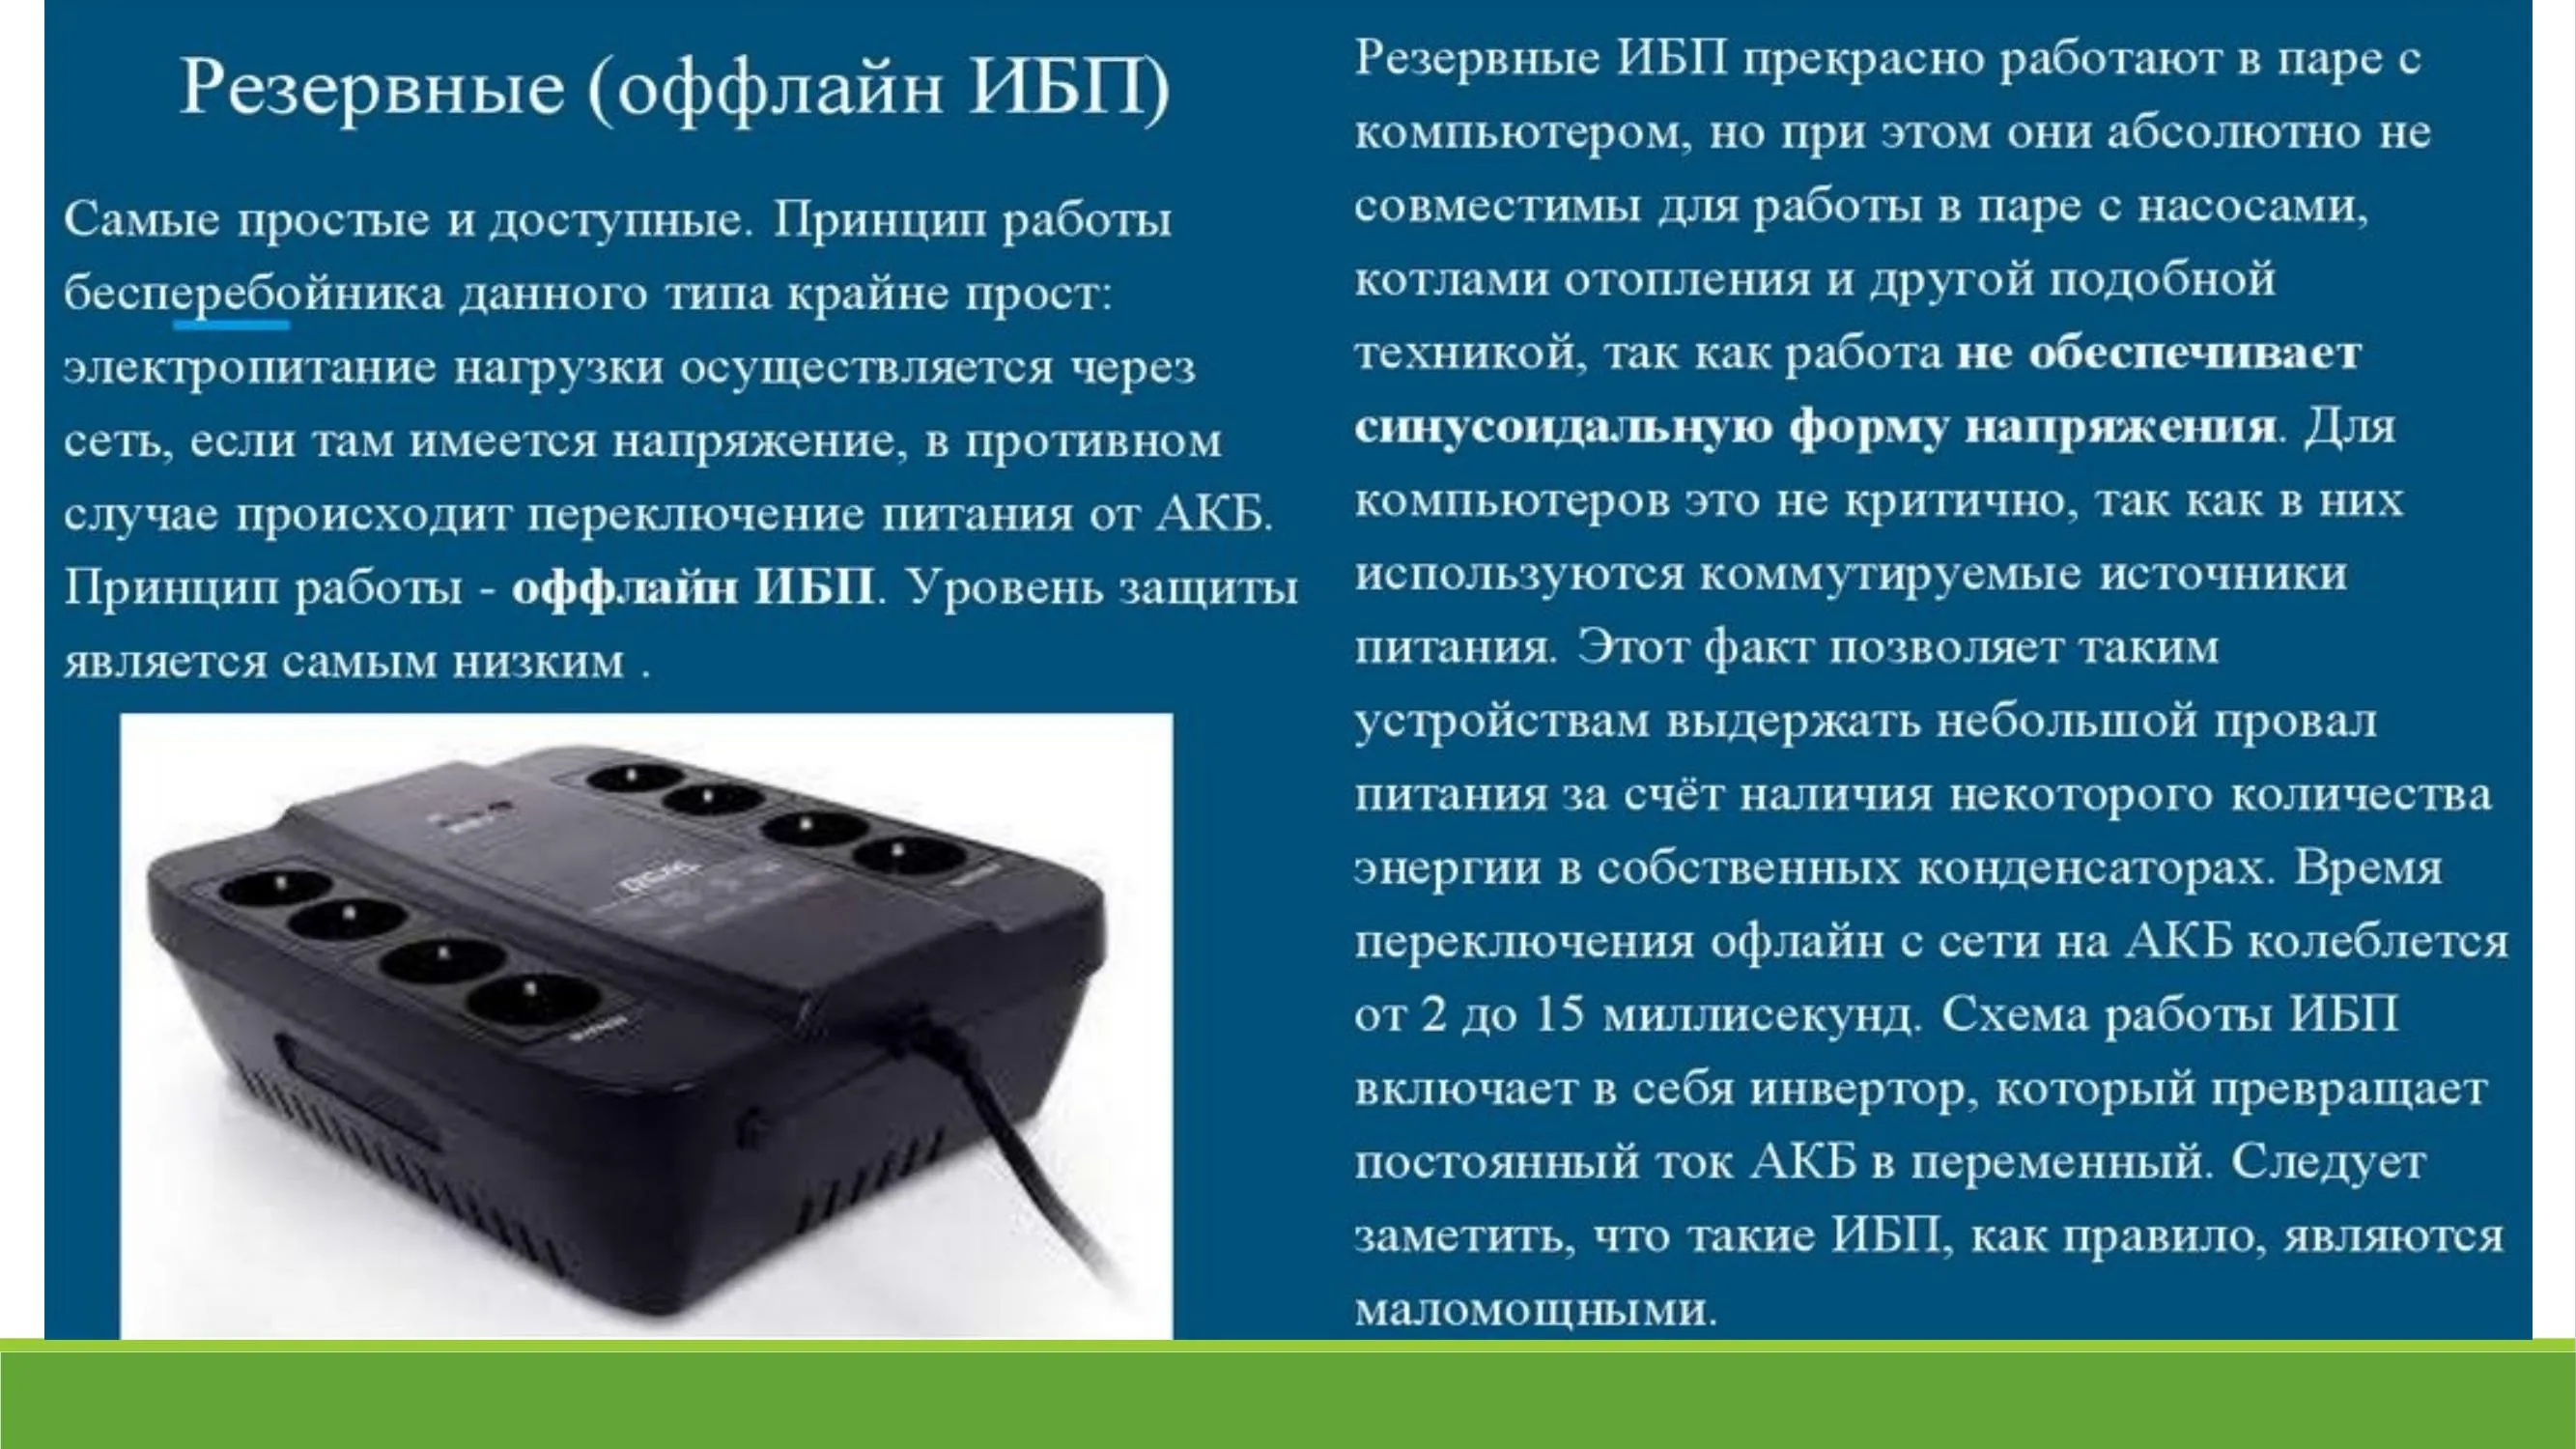 Резервные (оффлайн ИБП)
Самые простые и доступные. Принцип работы
бесперебойника данного типа крайне прост:
электропитание нагрузки осуществляется через
сеть, если там имеется напряжение, в противном
случае происходит переключение питания от АКБ.
Принцип работы - оффлайн ИБП. Уровень защиты
является самым низким .
Резервные ИБП прекрасно работают в паре с
компьютером, но при этом они абсолютно не
совместимы для работы в паре с насосами,
котлами отопления и другой подобной
техникой, так как работа не обеспечивает
синусоидальную форму напряжения. Для
компьютеров это не критично, так как в них
используются коммутируемые источники
питания. Этот факт позволяет таким
устройствам выдержать небольшой провал
питания за счёт наличия некоторого количества
энергии в собственных конденсаторах. Время
переключения офлайн с сети на АКБ колеблется
от 2 до 15 миллисекунд. Схема работы ИБП
включает в себя инвертор, который превращает
постоянный ток АКБ в переменный. Следует
заметить, что такие ИБП, как правило, являются
маломощными.